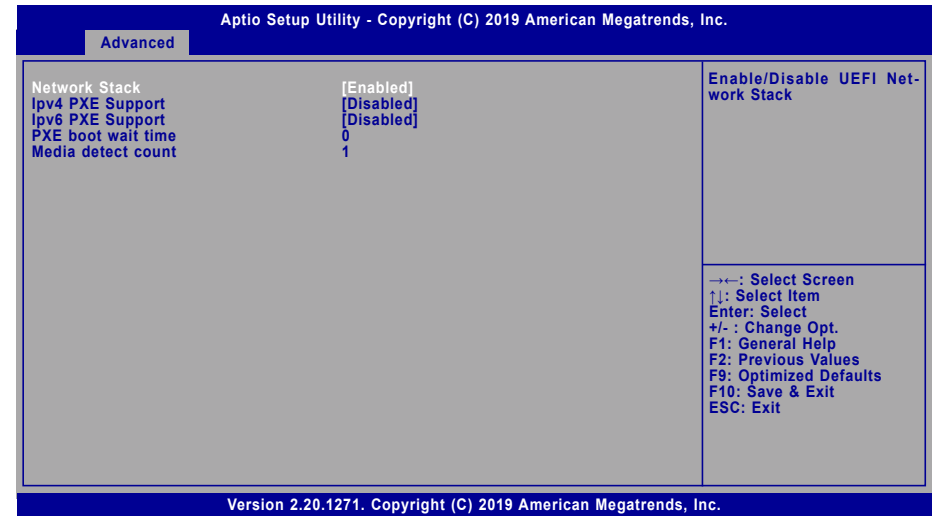 Aptio Setup Utility - Copyright (C) 2019 American Megatrends, Inc.
Advanced
Network Stack [Enabled]
Ipv4 PXE Support [Disabled]
Ipv6 PXE Support [Disabled]
PXE boot wait time 0
Media detect count 1
Enable/Disable UEFI Net-
work Stack
→←: Select Screen
↑↓: Select Item
Enter: Select
+/- : Change Opt.
F1: General Help
F2: Previous Values
F9: Optimized Defaults
F10: Save & Exit
ESC: Exit
Version 2.20.1271. Copyright (C) 2019 American Megatrends, Inc.